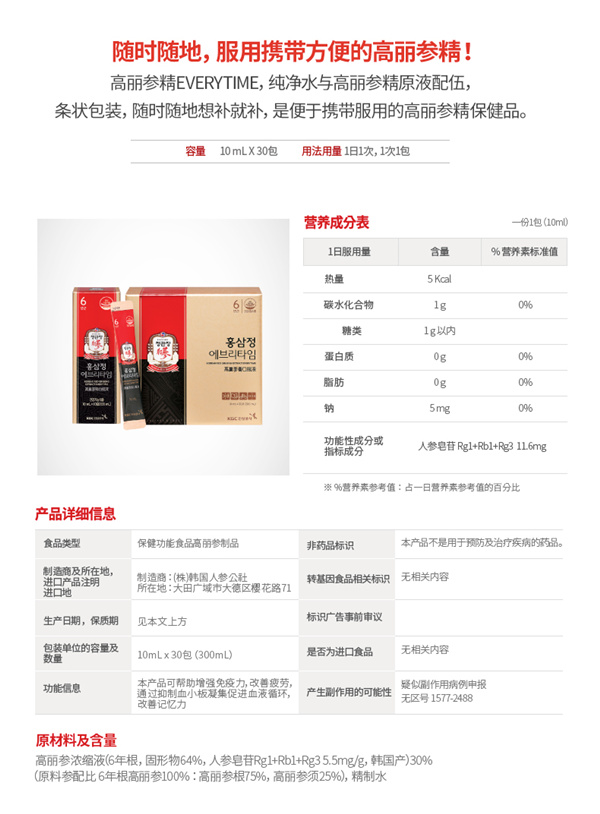 随时随地，服用携带方便的高丽参精！
高丽参精EVERYTIME，纯净水与高丽参精原液配伍，
条状包装，随时随地想补就补，是便于携带服用的高丽参精保健品。
容量 10 mL X 30包 用法用量 1日1次，1次1包
营养成分表 一份1包 (10ml)
1日服用量 含量 % 营养素标准值
热量 5 Kcal
碳水化合物 1 g 0%
糖类 1 g 以内
蛋白质 0 g 0%
脂肪 0 g 0%
钠 5 mg 0%
功能性成分或
指标成分 人参皂苷 Rg1+Rb1+Rg3 11.6mg
※ %营养素参考值：占一日营养素参考值的百分比
6
홍삼정
에브리타임
6
홍삼정
에브리타임
产品详细信息
食品类型 保健功能食品高丽参制品
非药品标识 本产品不是用于预防及治疗疾病的药品。
制造商及所在地，
进口产品注明
进口地
制造商：(株)韩国人参公社
所在地：大田广域市大德区樱花路71
转基因食品相关标识 无相关内容
生产日期，保质期 见本文上方
标识广告事前审议
包装单位的容量及
数量
10mL x 30包（300mL）
是否为进口食品 无相关内容
功能信息
本产品可帮助增强免疫力，改善疲劳，
通过抑制血小板凝集促进血液循环，
改善记忆力
产生副作用的可能性
疑似副作用病例申报
无区号 1577-2488
原材料及含量
高丽参浓缩液(6年根，固形物64%，人参皂苷Rg1+Rb1+Rg3 5.5mg/g，韩国产)30%
(原料参配比 6年根高丽参100%：高丽参根75%，高丽参须25%)，精制水